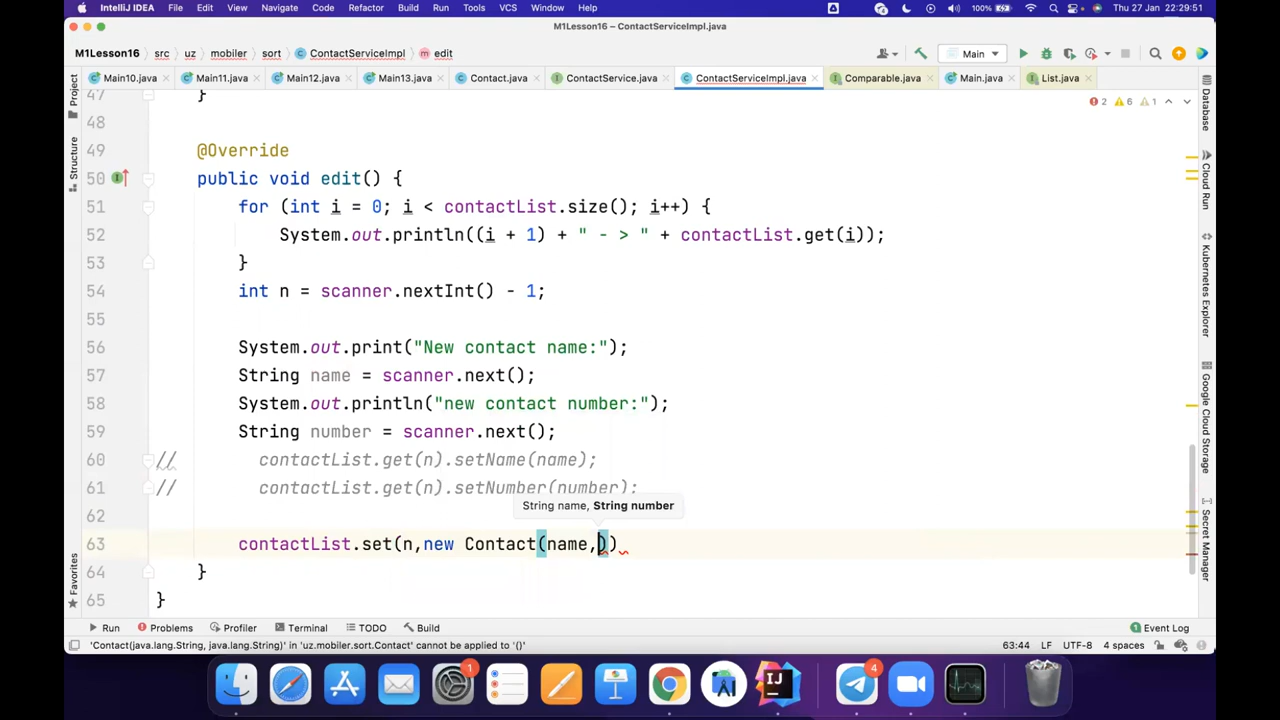 IntelliJ IDEA File Edit View Navigate Code Refactor Build Run Tools VCS Window Help 100% Thu 27 Jan 22:29:51
M1Lesson16 – ContactServiceImpl.java
M1Lesson16 src uz mobiler sort ContactServiceImpl edit Main
Main10.java Main11.java Main12.java Main13.java Contact.java ContactService.java ContactServiceImpl.java Comparable.java Main.java List.java
2 6 1
47 }
48
49 @Override
50 public void edit() {
51 for (int i = 0; i < contactList.size(); i++) {
52 System.out.println((i + 1) + " - > " + contactList.get(i));
53 }
54 int n = scanner.nextInt() - 1;
55
56 System.out.print("New contact name:");
57 String name = scanner.next();
58 System.out.println("new contact number:");
59 String number = scanner.next();
60 // contactList.get(n).setName(name);
61 // contactList.get(n).setNumber(number);
62
String name, String number
63 contactList.set(n,new Contact(name,))
64 }
65 }
Project
Structure
Favorites
Database
Cloud Run
Kubernetes Explorer
Google Cloud Storage
Secret Manager
Run Problems Profiler Terminal TODO Build 1 Event Log
'Contact(java.lang.String, java.lang.String)' in 'uz.mobiler.sort.Contact' cannot be applied to '()' 63:44 LF UTF-8 4 spaces
1 4